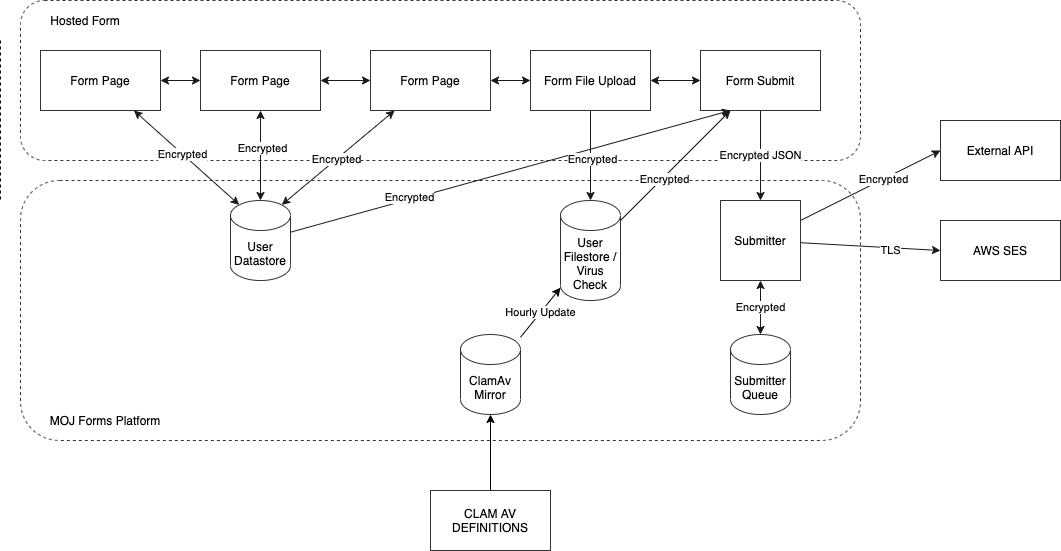 Hosted Form
Form Page
Form Page
Form Page
Form File Upload
Form Submit
Encrypted
Encrypted
Encrypted
Encrypted
Encrypted JSON
External API
Encrypted
Encrypted
Encrypted
User
Datastore
User
Filestore /
Virus
Check
Submitter
TLS
AWS SES
Hourly Update
Encrypted
ClamAv
Mirror
Submitter
Queue
MOJ Forms Platform
CLAM AV
DEFINITIONS